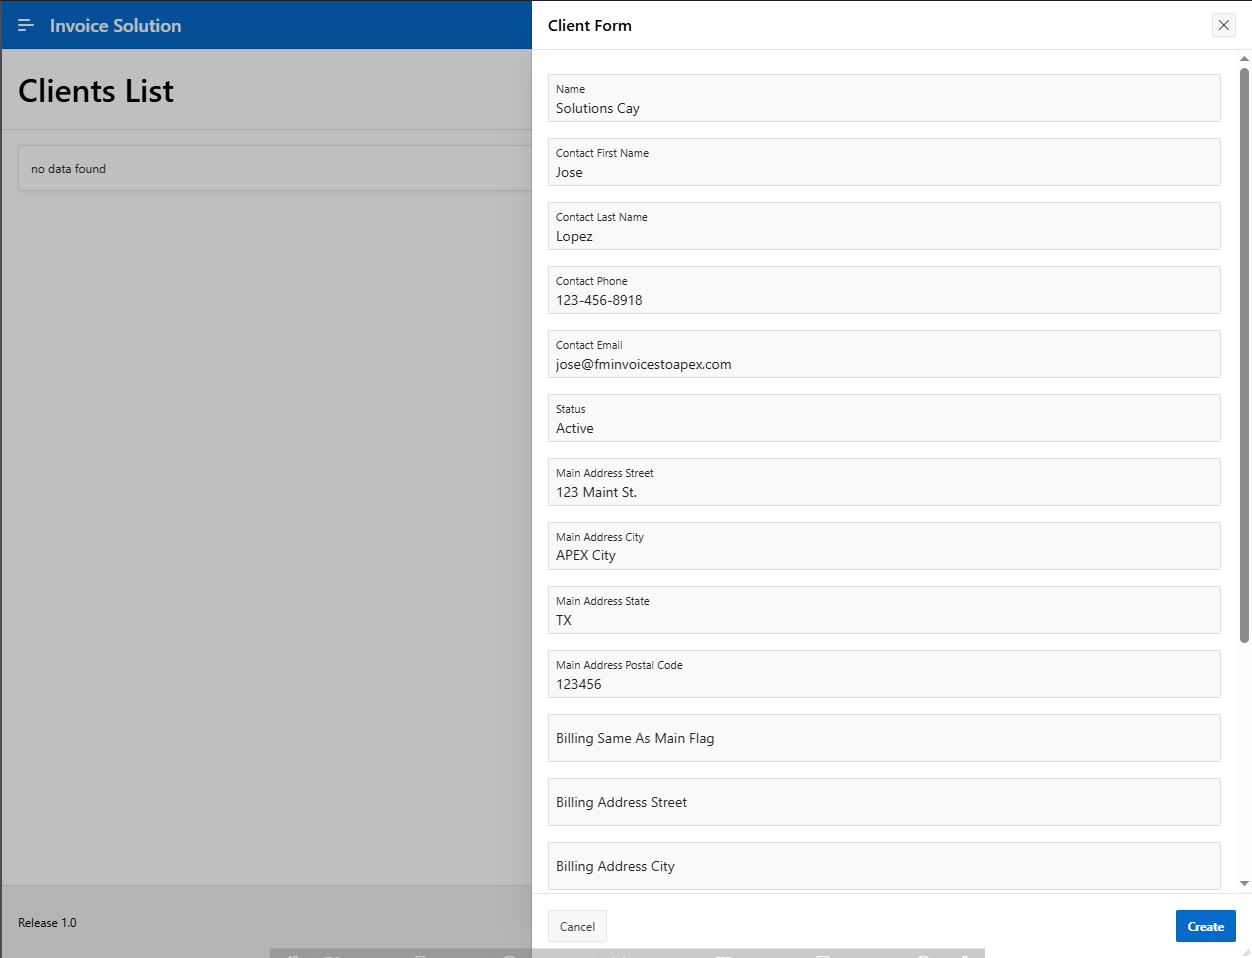 Invoice Solution
Clients List
no data found
Release 1.0
Client Form
Name
Solutions Cay
Contact First Name
Jose
Contact Last Name
Lopez
Contact Phone
123-456-8918
Contact Email
jose@fminvoicestoapex.com
Status
Active
Main Address Street
123 Maint St.
Main Address City
APEX City
Main Address State
TX
Main Address Postal Code
123456
Billing Same As Main Flag
Billing Address Street
Billing Address City
Cancel
Create